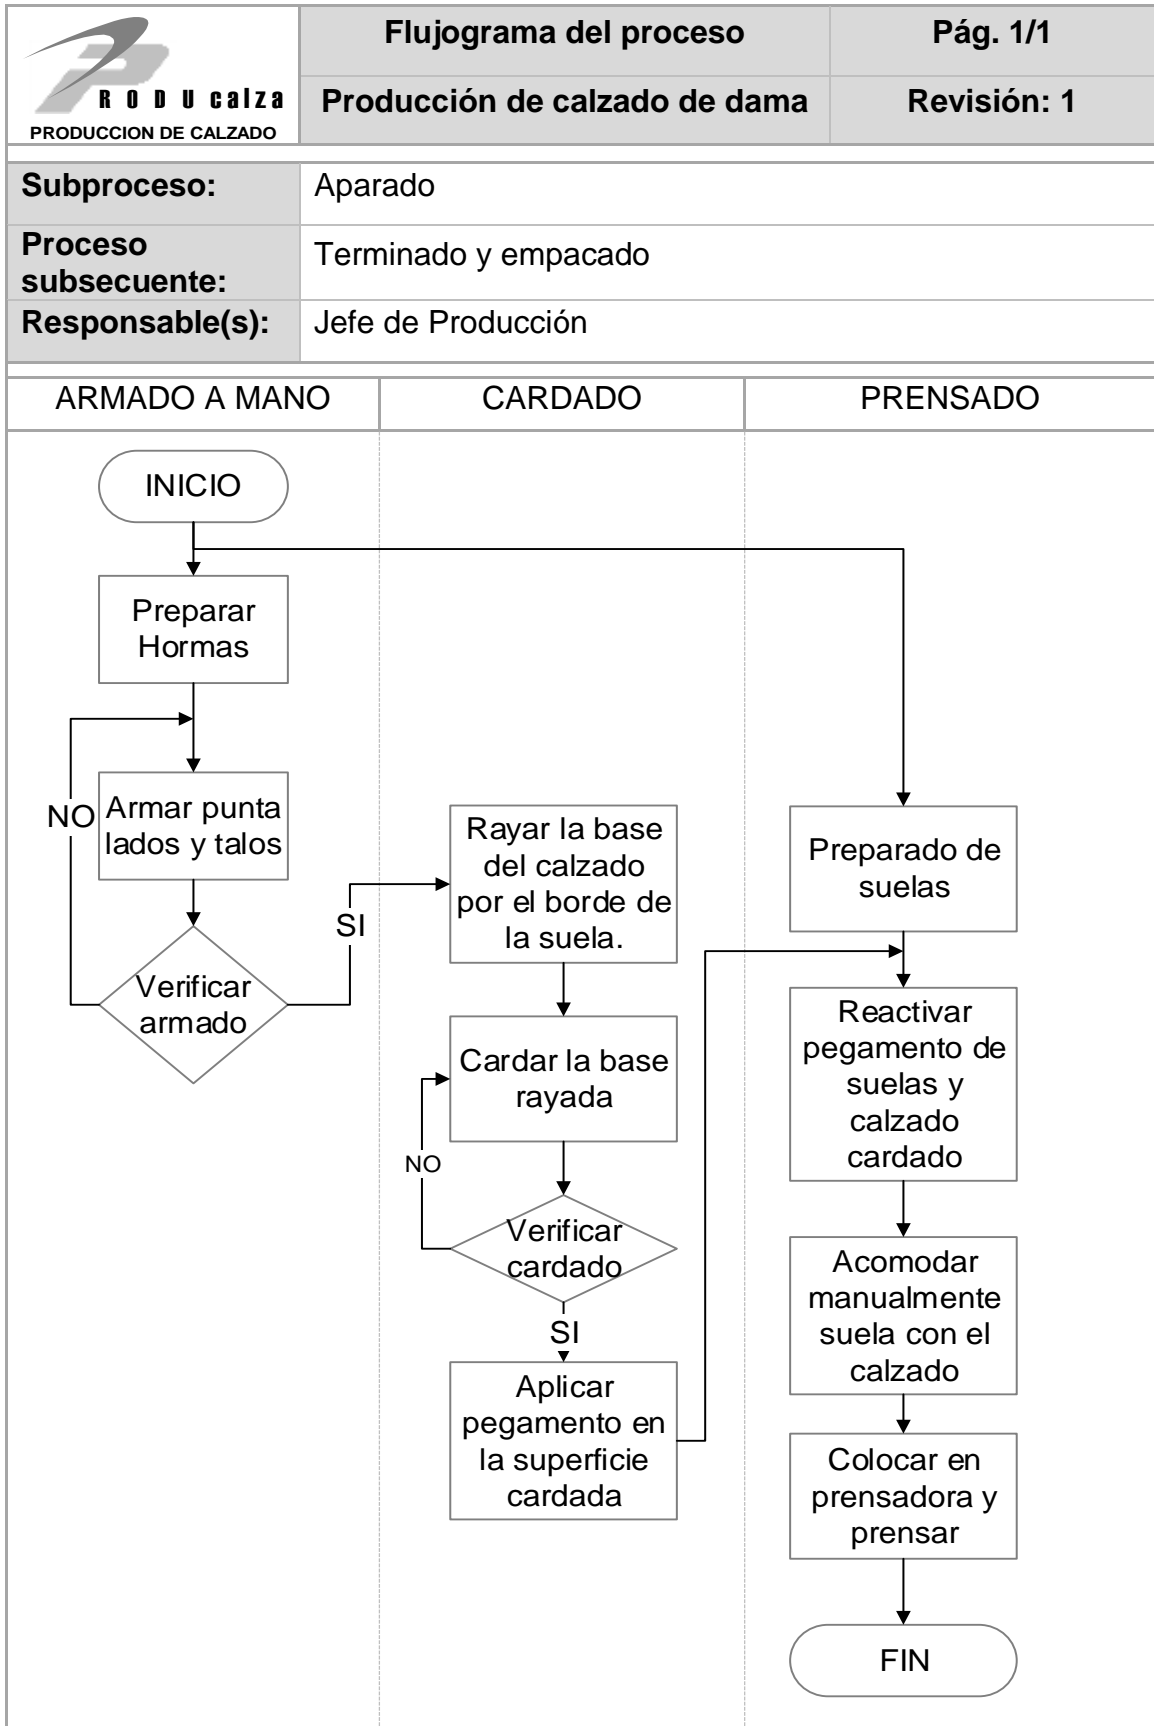 RODUcalza
PRODUCCION DE CALZADO
Flujograma del proceso
Pág. 1/1
Producción de calzado de dama
Revisión: 1
Subproceso:
Aparado
Proceso
subsecuente:
Terminado y empacado
Responsable(s):
Jefe de Producción
ARMADO A MANO
CARDADO
PRENSADO
INICIO
Preparar
Hormas
NO
Armar punta
lados y talos
Verificar
armado
SI
Rayar la base
del calzado
por el borde de
la suela.
Cardar la base
rayada
NO
Verificar
cardado
SI
Aplicar
pegamento en
la superficie
cardada
Preparado de
suelas
Reactivar
pegamento de
suelas y
calzado
cardado
Acomodar
manualmente
suela con el
calzado
Colocar en
prensadora y
prensar
FIN